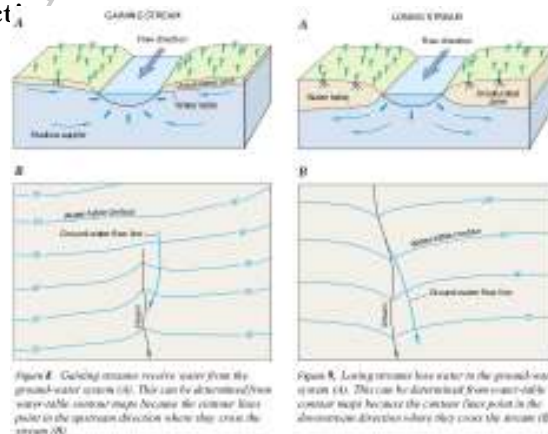 A GAINING STREAM
Flow direction
Unsaturated zone
Water table
Shallow aquifer
B
Water table contour
Ground-water flow line
Stream
Figure 8. Gaining streams receive water from the
ground-water system (A). This can be determined from
water-table contour maps because the contour lines
point in the upstream direction where they cross the
stream (B).
A LOSING STREAM
Flow direction
Water table
Unsaturated
zone
B
Water-table contour
Ground-water flow line
Stream
Figure 9. Losing streams lose water to the ground-water
system (A). This can be determined from water-table
contour maps because the contour lines point in the
downstream direction where they cross the stream (B).